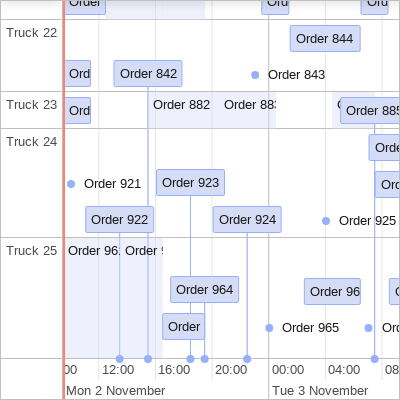 Order
Ord
Ord
Truck 22
Order 844
Ord
Order 842
Order 843
Truck 23
Ord
Order 882
Order 88
Order 885
Truck 24
Orde
Order 921
Order 923
Ord
Order 922
Order 924
Order 925
Truck 25
Order 96
Order
Order 964
Order 96
Order
Order 965
Ord
12:00
16:00
20:00
00:00
04:00
08
Mon 2 November
Tue 3 November